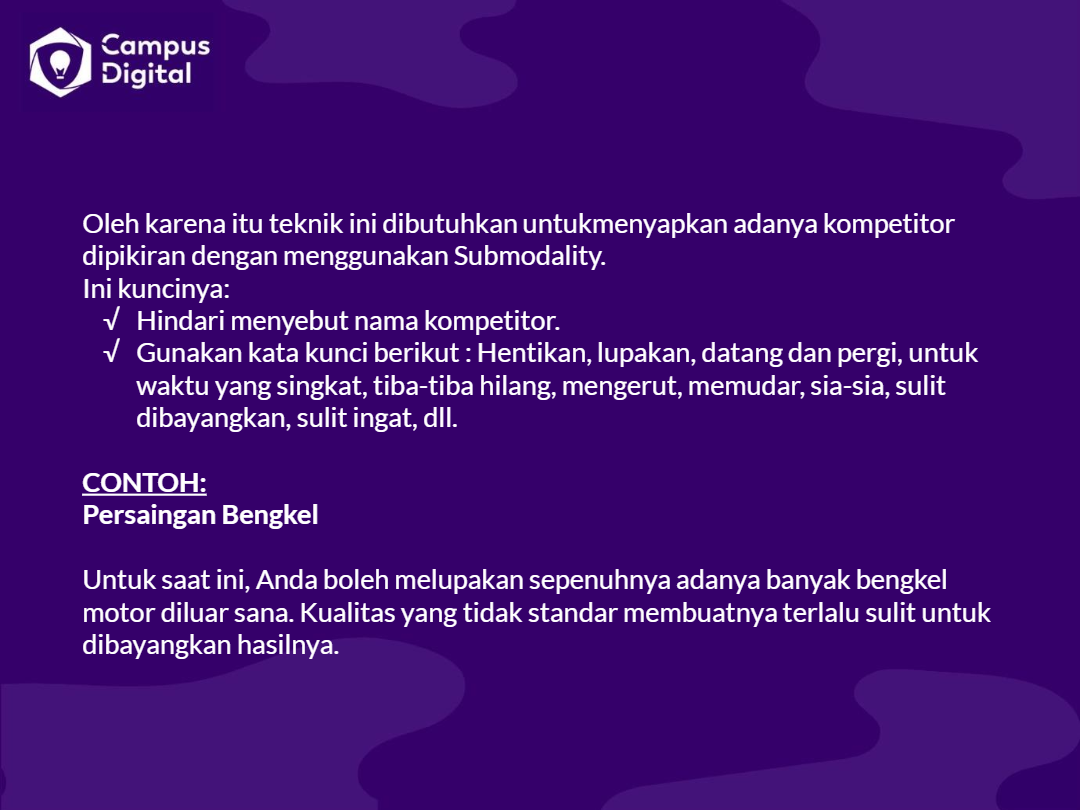 Campus
Digital
Oleh karena itu teknik ini dibutuhkan untukmenyapkan adanya kompetitor
dipikiran dengan menggunakan Submodality.
Ini kuncinya:
√ Hindari menyebut nama kompetitor.
√ Gunakan kata kunci berikut : Hentikan, lupakan, datang dan pergi, untuk
waktu yang singkat, tiba-tiba hilang, mengerut, memudar, sia-sia, sulit
dibayangkan, sulit ingat, dll.
CONTOH:
Persaingan Bengkel
Untuk saat ini, Anda boleh melupakan sepenuhnya adanya banyak bengkel
motor diluar sana. Kualitas yang tidak standar membuatnya terlalu sulit untuk
dibayangkan hasilnya.